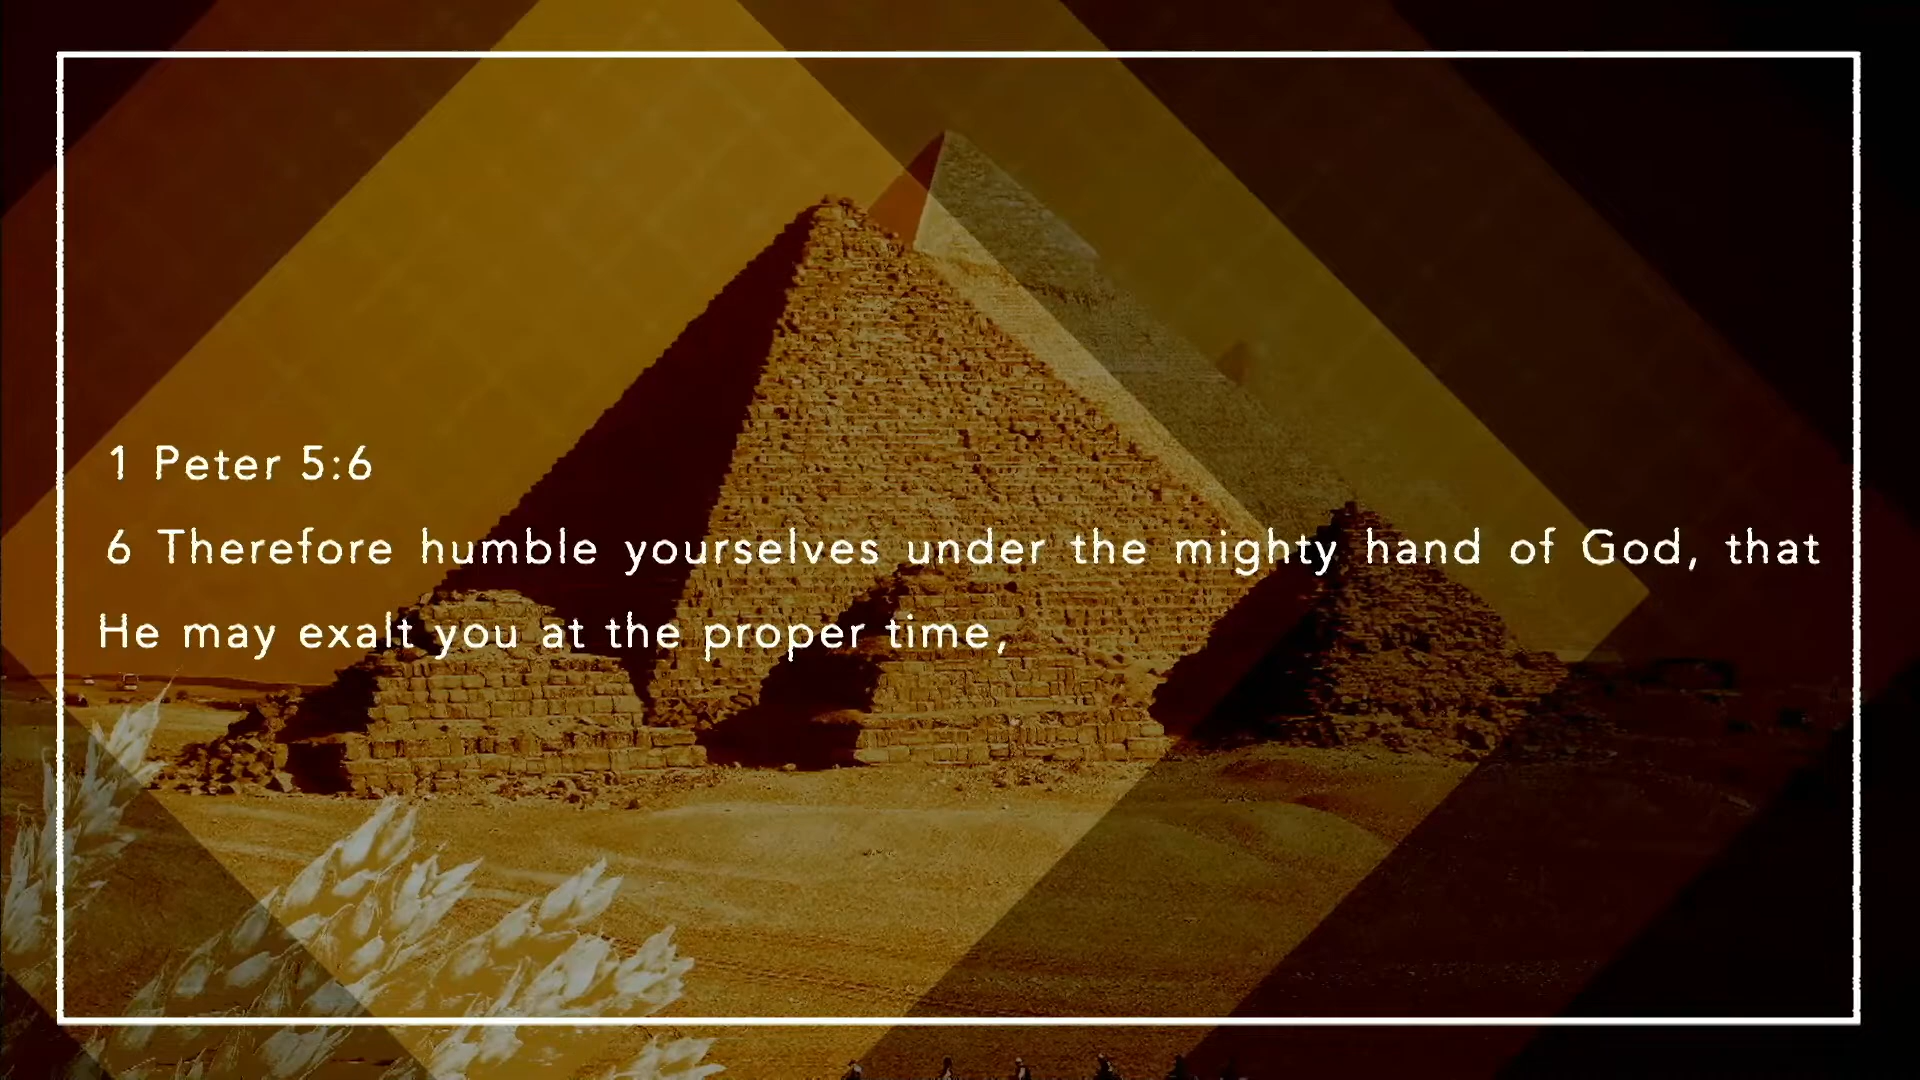 1 Peter 5:6
6 Therefore humble yourselves under the mighty hand of God, that
He may exalt you at the proper time,